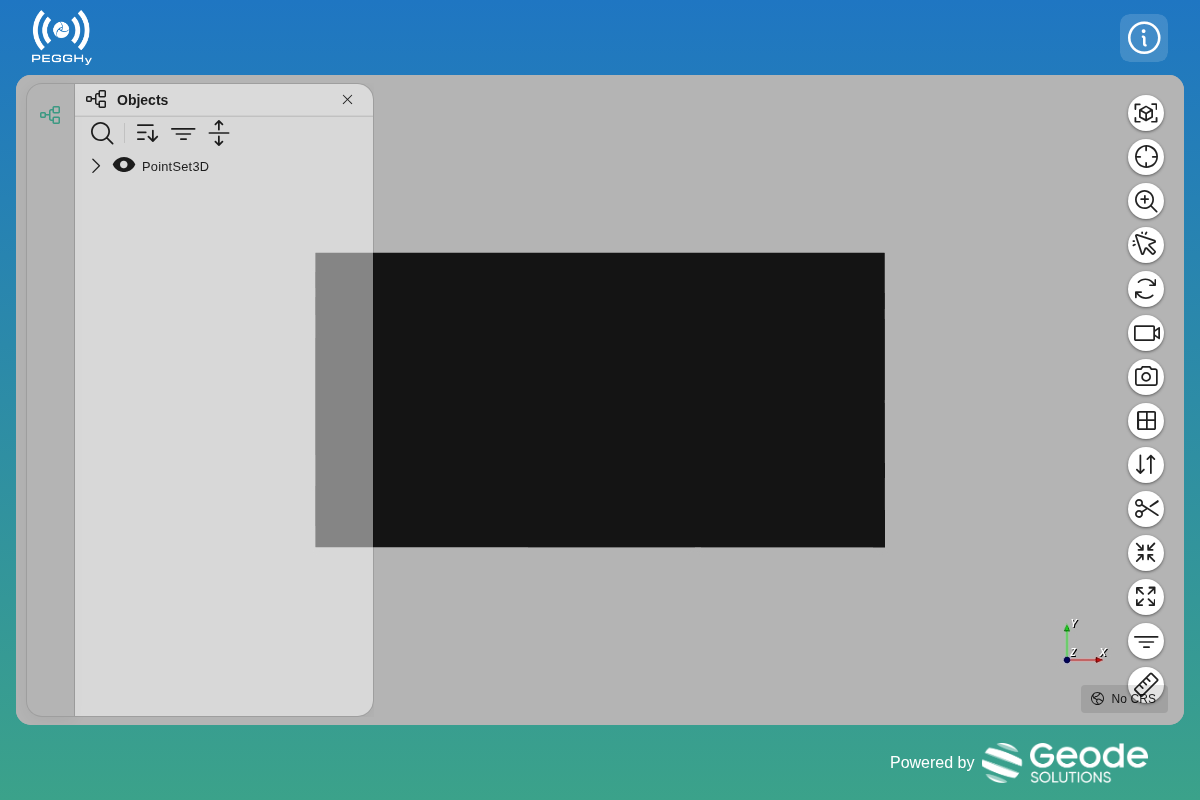 PEGGHy
Objects
PointSet3D
Y
Z X
No CRS
Powered by Geode
SOLUTIONS